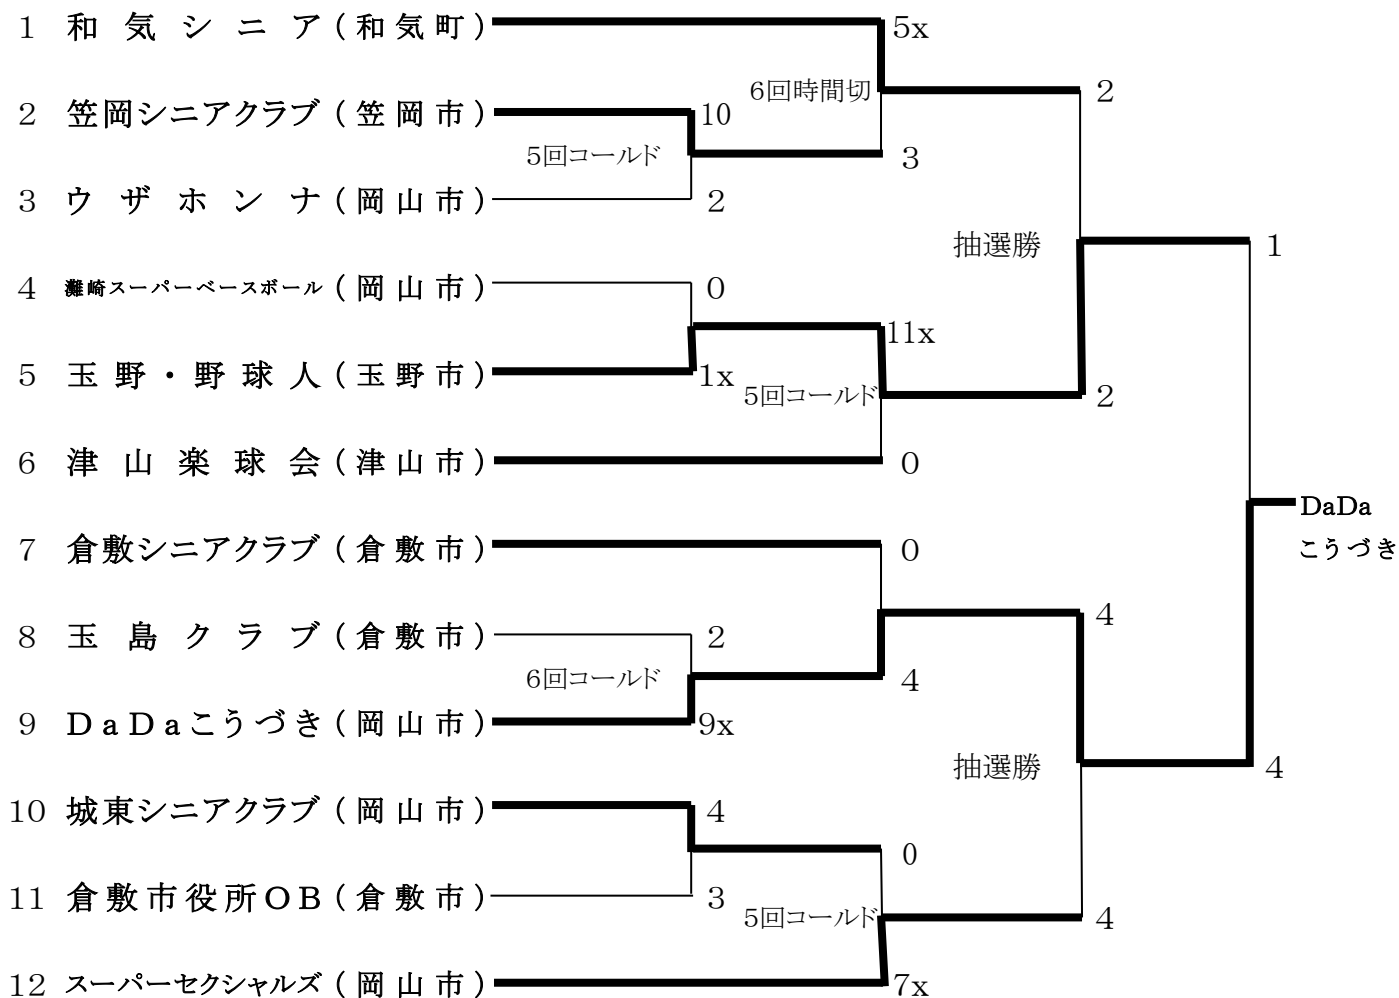 1 和気シニア(和気町) 5x
6回時間切 2
2 笠岡シニアクラブ(笠岡市) 10
5回コールド 3
3 ウザホンナ(岡山市) 2
抽選勝 1
4 灘崎スーパーベースボール(岡山市) 0
11x
5 玉野・野球人(玉野市) 1x
5回コールド 2
6 津山楽球会(津山市) 0
DaDa
こうづき
7 倉敷シニアクラブ(倉敷市) 0
4
8 玉島クラブ(倉敷市) 2
6回コールド 4
9 DaDaこうづき(岡山市) 9x
抽選勝 4
10 城東シニアクラブ(岡山市) 4
0
11 倉敷市役所OB(倉敷市) 3
5回コールド 4
12 スーパーセクシャルズ(岡山市) 7x